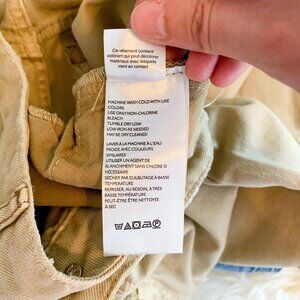 Ce vêtement contient
colorant qui peut décolorer
matériaux avec lesquels
vient en contact
MACHINE WASH COLD WITH LIKE
COLORS
USE ONLY NON-CHLORINE
BLEACH
TUMBLE DRY LOW
LOW IRON AS NEEDED
MAY BE DRY CLEANED
LAVER À LA MACHINE À L'EAU
FROIDE AVEC COULEURS
SIMILAIRES
UTILISER UN AGENT DE
BLANCHIMENT SANS CHLORE SI
NÉCESSAIRE
SÉCHER PAR CULBUTAGE À BASSE
TEMPÉRATURE
REPASSER, AU BESOIN, À TRÈS
BASSE TEMPÉRATURE
PEUT-ÊTRE ÊTRE NETTOYÉE
À SEC